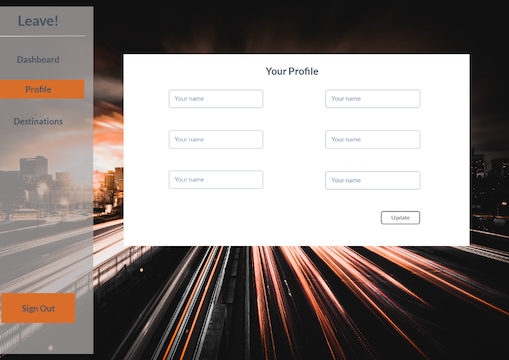 Leave!
Dashboard
Profile
Destinations
Sign Out
Your Profile
Your name
Your name
Your name
Your name
Your name
Your name
Update